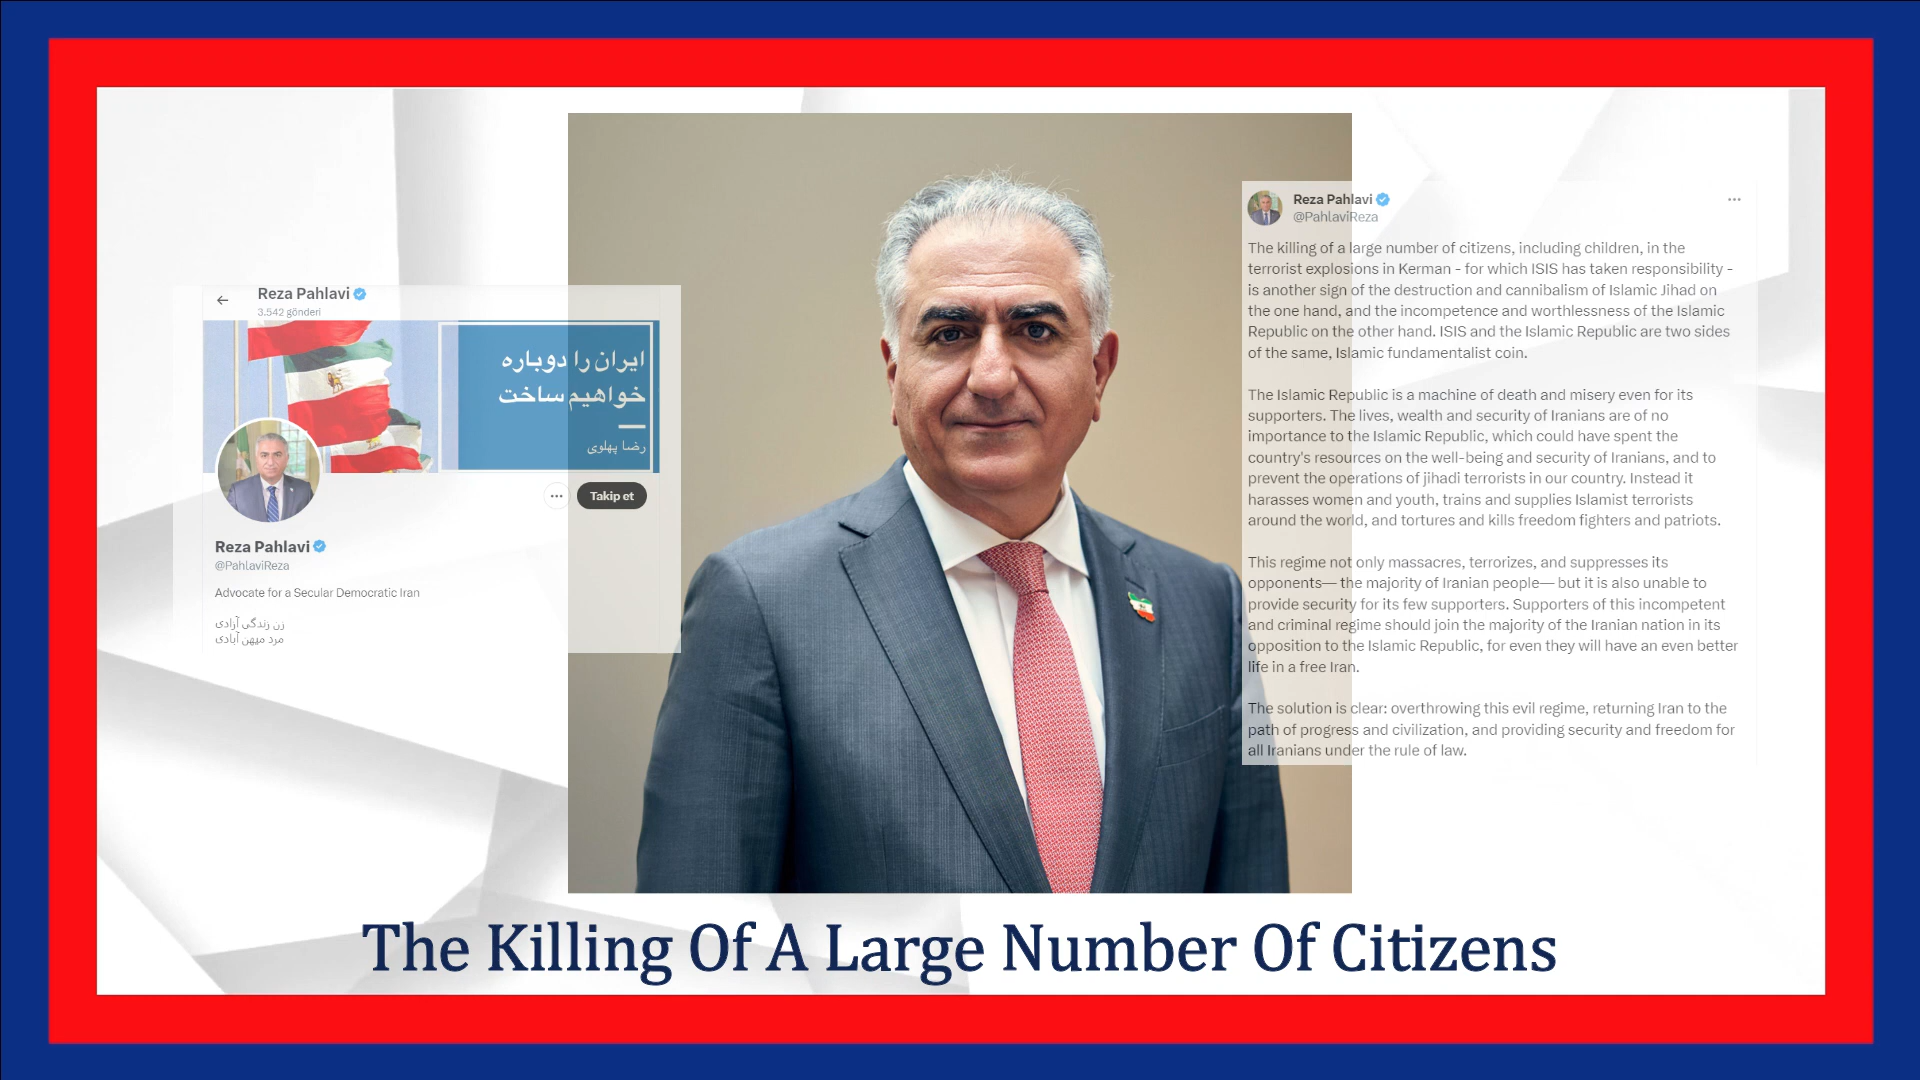 Reza Pahlavi
3.542 gönderi
ایران را دوباره
خواهیم ساخت
رضا پهلوی
Takip et
Reza Pahlavi
@PahlaviReza
Advocate for a Secular Democratic Iran
زن زندگی آزادی
مرد میهن آبادی
Reza Pahlavi
@PahlaviReza
The killing of a large number of citizens, including children, in the
terrorist explosions in Kerman - for which ISIS has taken responsibility -
is another sign of the destruction and cannibalism of Islamic Jihad on
the one hand, and the incompetence and worthlessness of the Islamic
Republic on the other hand. ISIS and the Islamic Republic are two sides
of the same, Islamic fundamentalist coin.
The Islamic Republic is a machine of death and misery even for its
supporters. The lives, wealth and security of Iranians are of no
importance to the Islamic Republic, which could have spent the
country's resources on the well-being and security of Iranians, and to
prevent the operations of jihadi terrorists in our country. Instead it
harasses women and youth, trains and supplies Islamist terrorists
around the world, and tortures and kills freedom fighters and patriots.
This regime not only massacres, terrorizes, and suppresses its
opponents— the majority of Iranian people— but it is also unable to
provide security for its few supporters. Supporters of this incompetent
and criminal regime should join the majority of the Iranian nation in its
opposition to the Islamic Republic, for even they will have an even better
life in a free Iran.
The solution is clear: overthrowing this evil regime, returning Iran to the
path of progress and civilization, and providing security and freedom for
all Iranians under the rule of law.
The Killing Of A Large Number Of Citizens